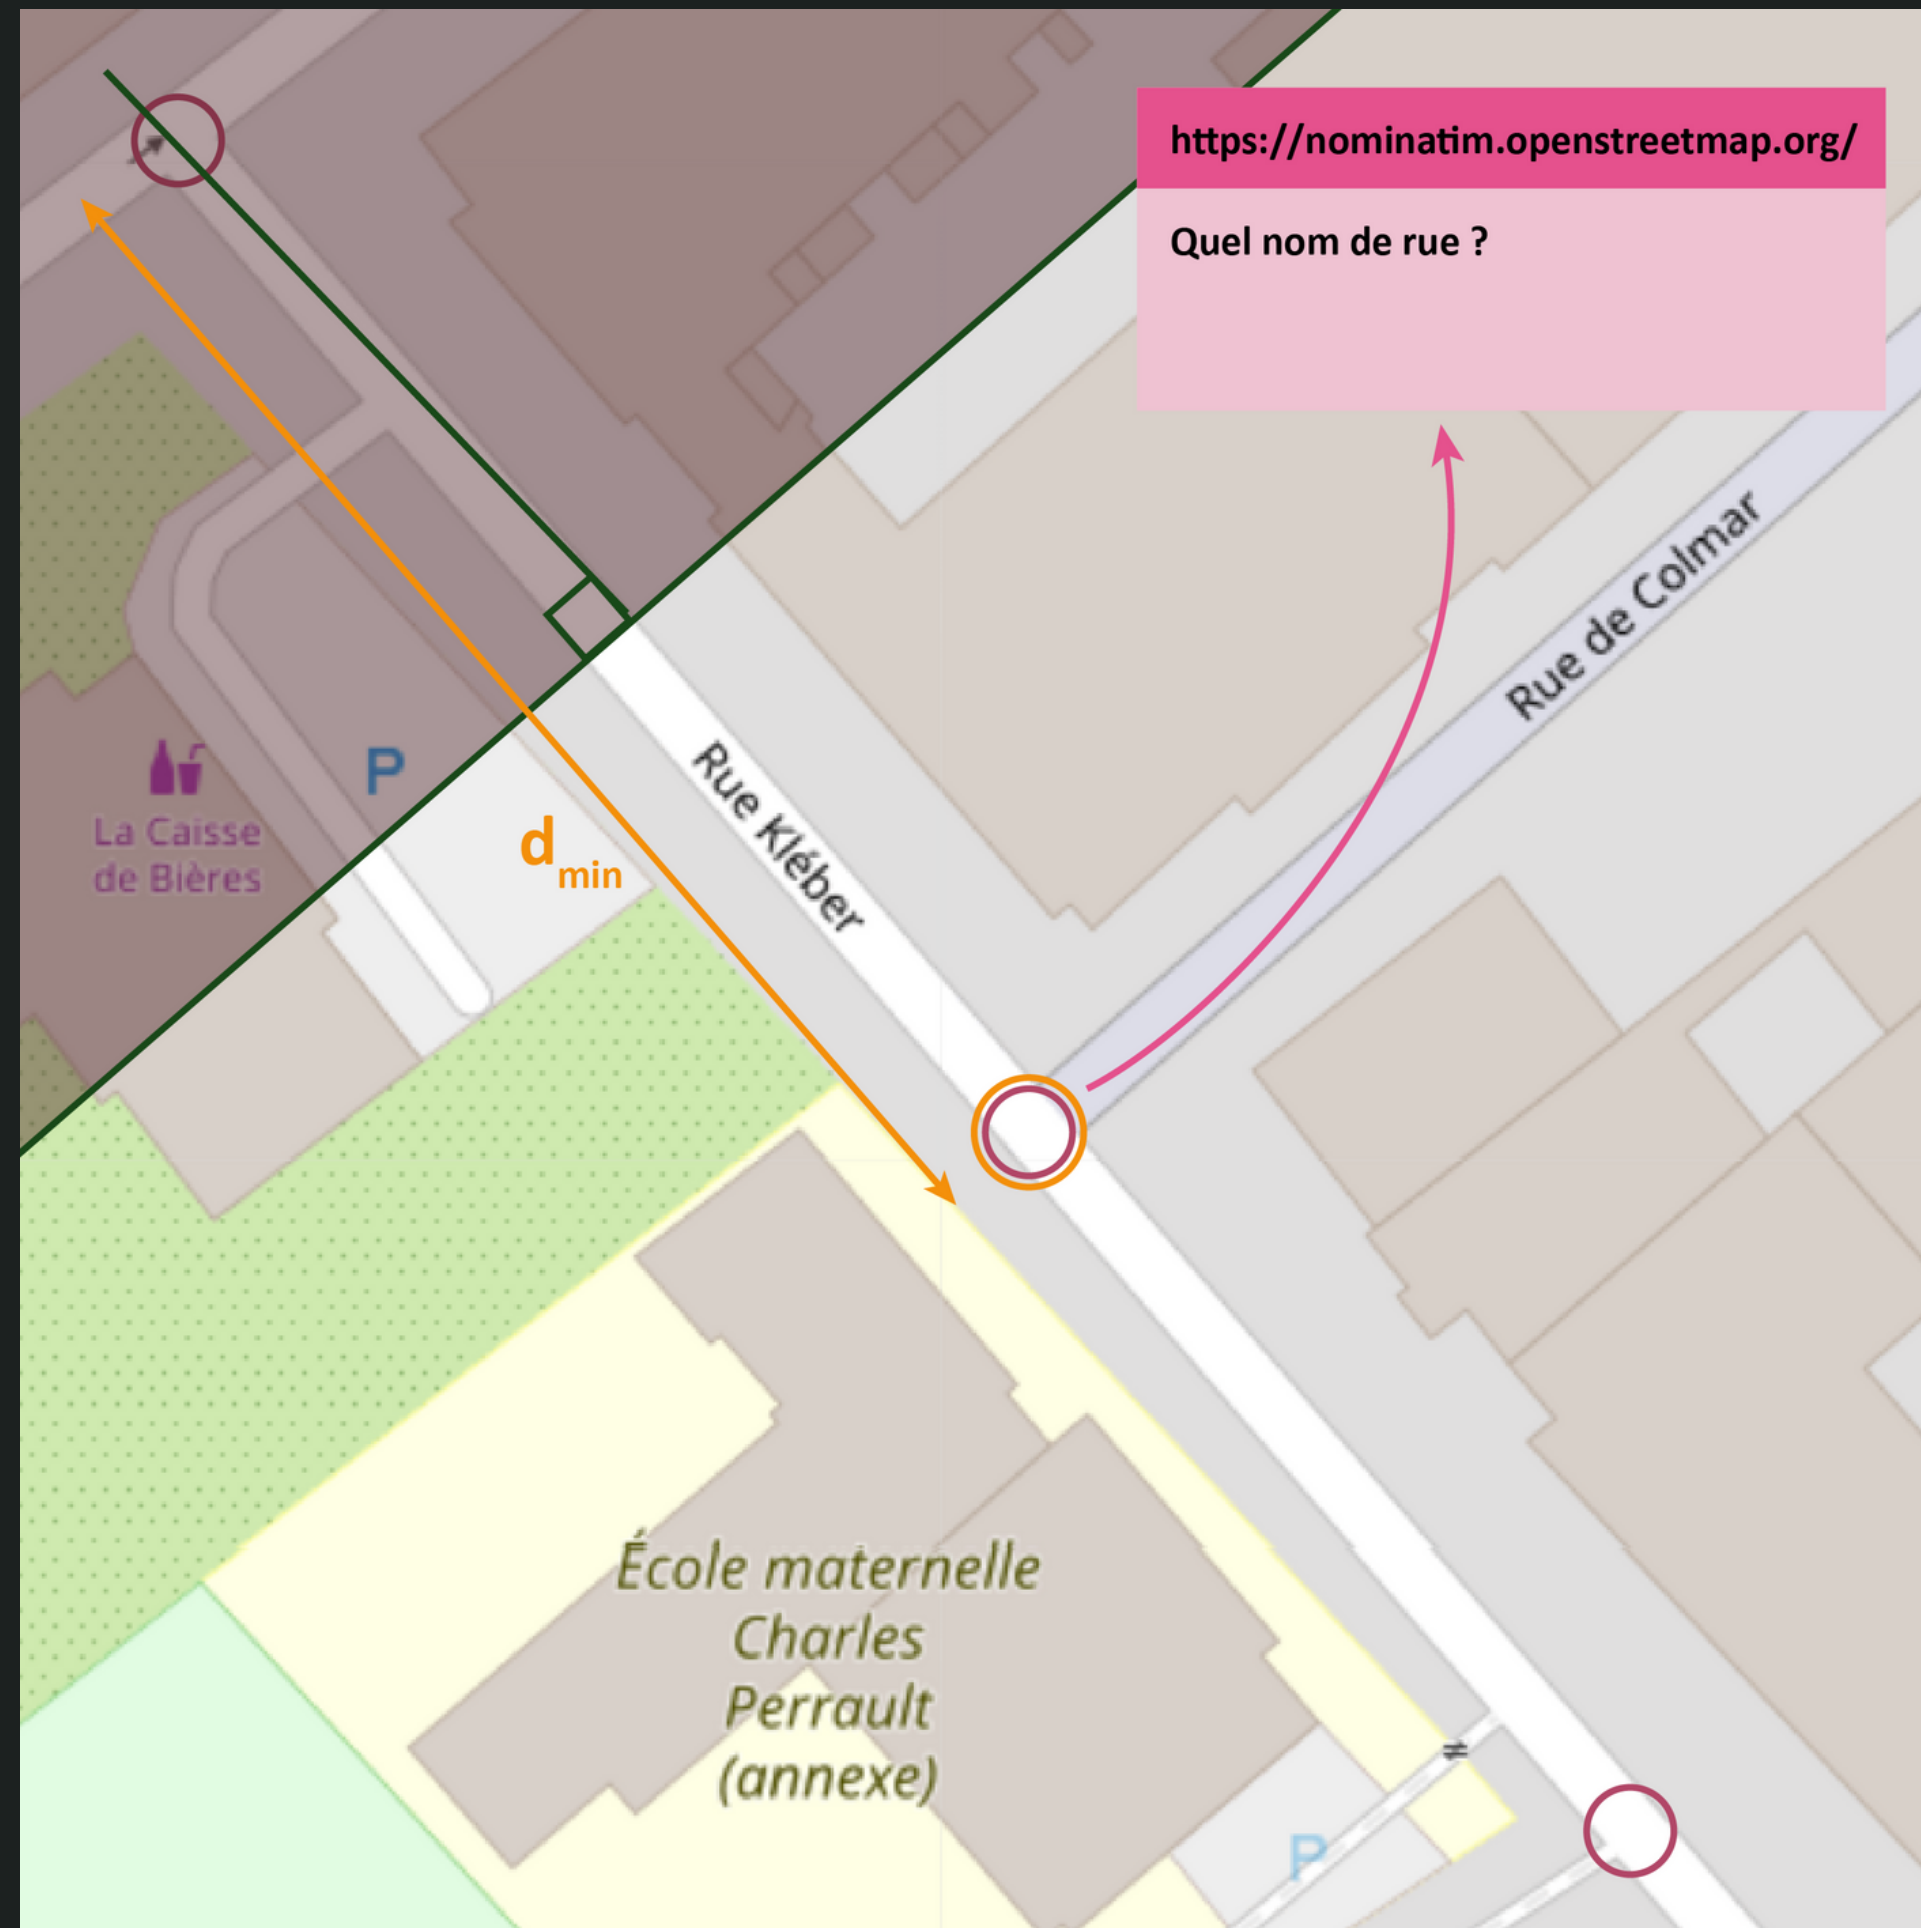 https://nominatim.openstreetmap.org/
Quel nom de rue ?
Rue de Colmar
Rue Kléber
P
La Caisse
de Bières
d
min
École maternelle
Charles
Perrault
(annexe)
P